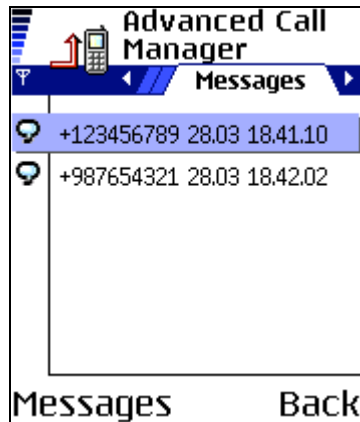 Advanced Call
Manager
Messages
+123456789 28.03 18.41.10
+987654321 28.03 18.42.02
Messages Back